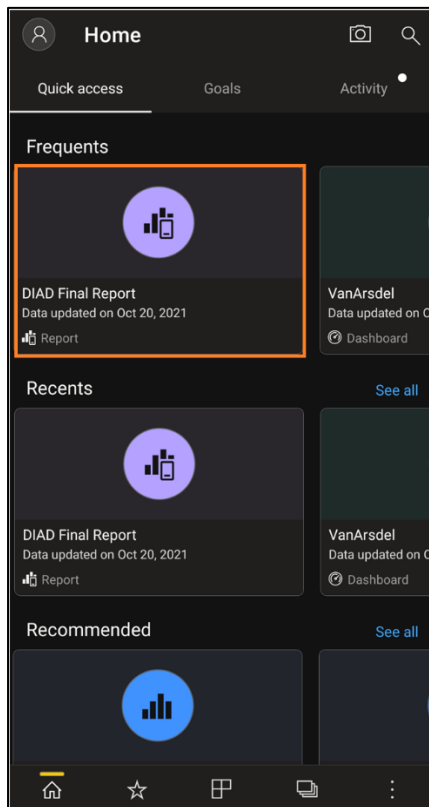 Home
Quick access Goals Activity
Frequents
DIAD Final Report
Data updated on Oct 20, 2021
Report
VanArsdel
Data updated on
Dashboard
Recents See all
DIAD Final Report
Data updated on Oct 20, 2021
Report
VanArsdel
Data updated on
Dashboard
Recommended See all